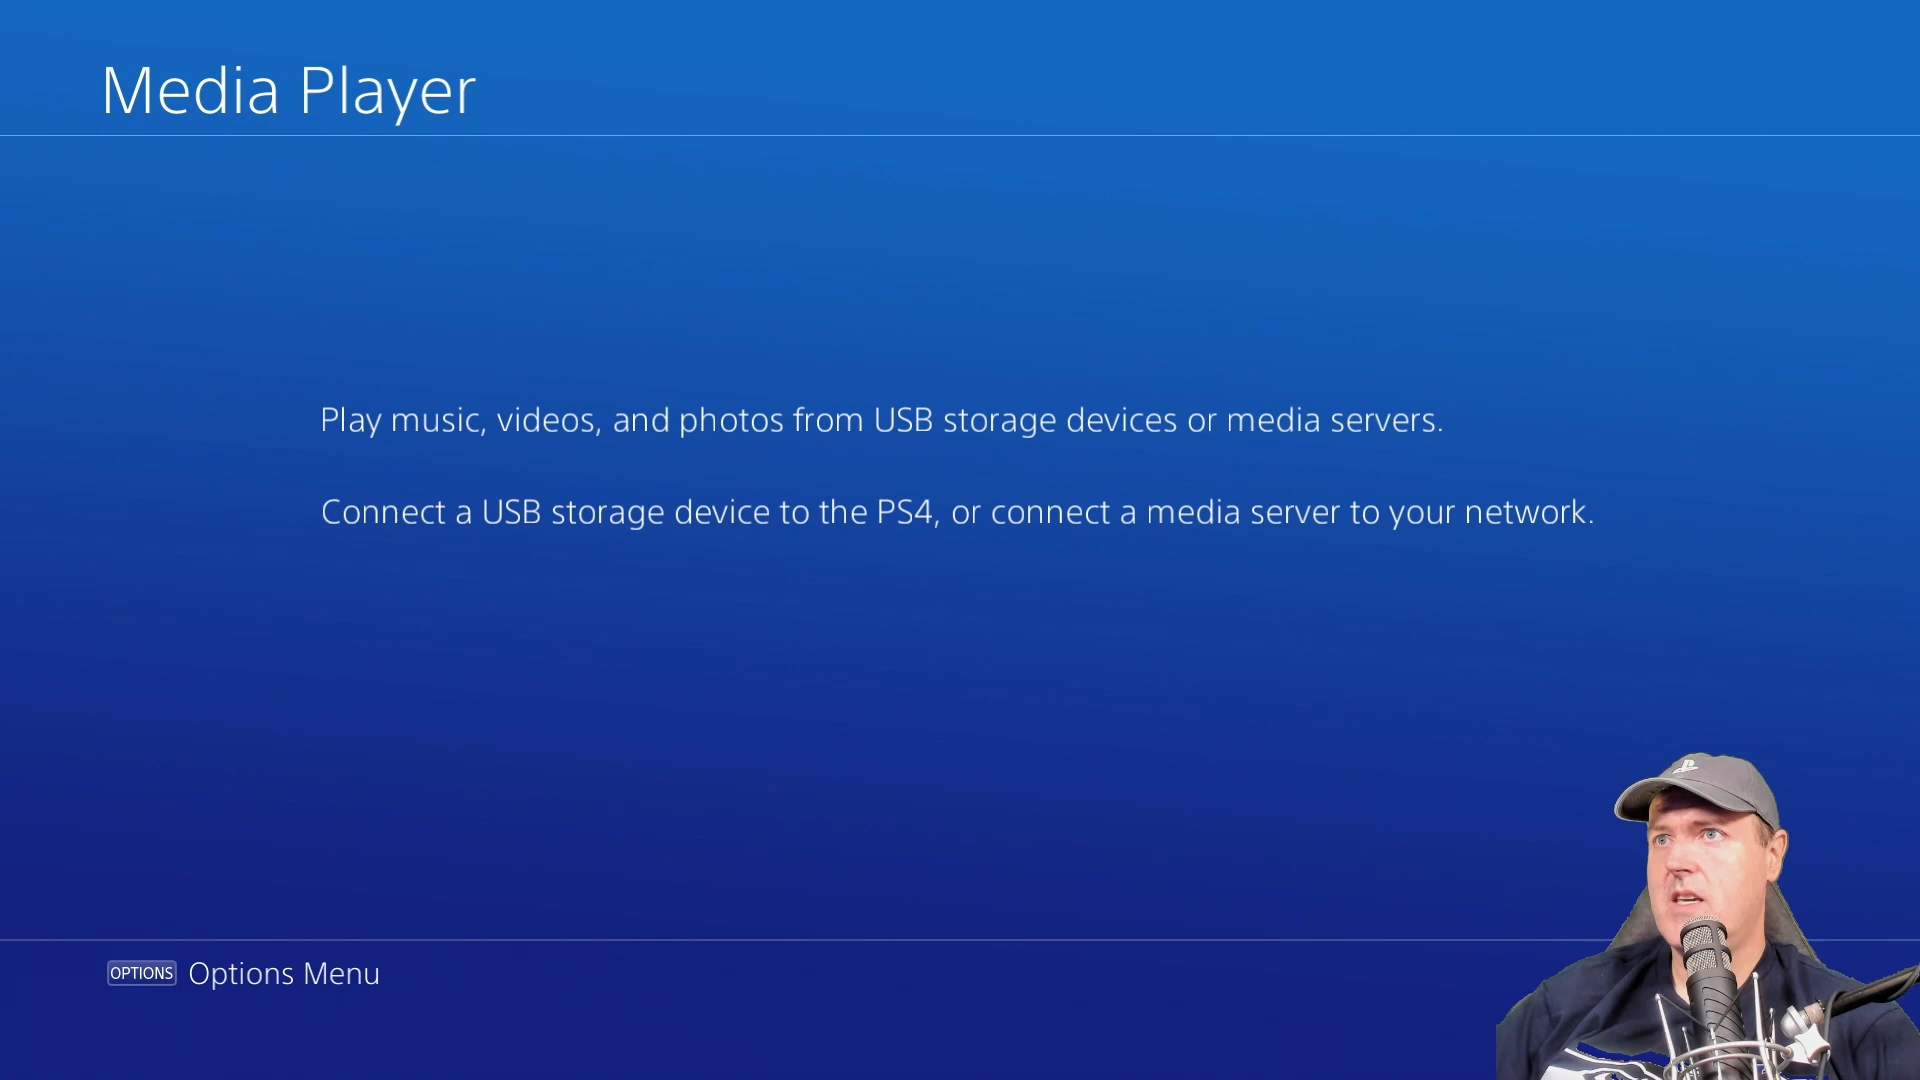 Media Player
Play music, videos, and photos from USB storage devices or media servers.
Connect a USB storage device to the PS4, or connect a media server to your network.
OPTIONS Options Menu